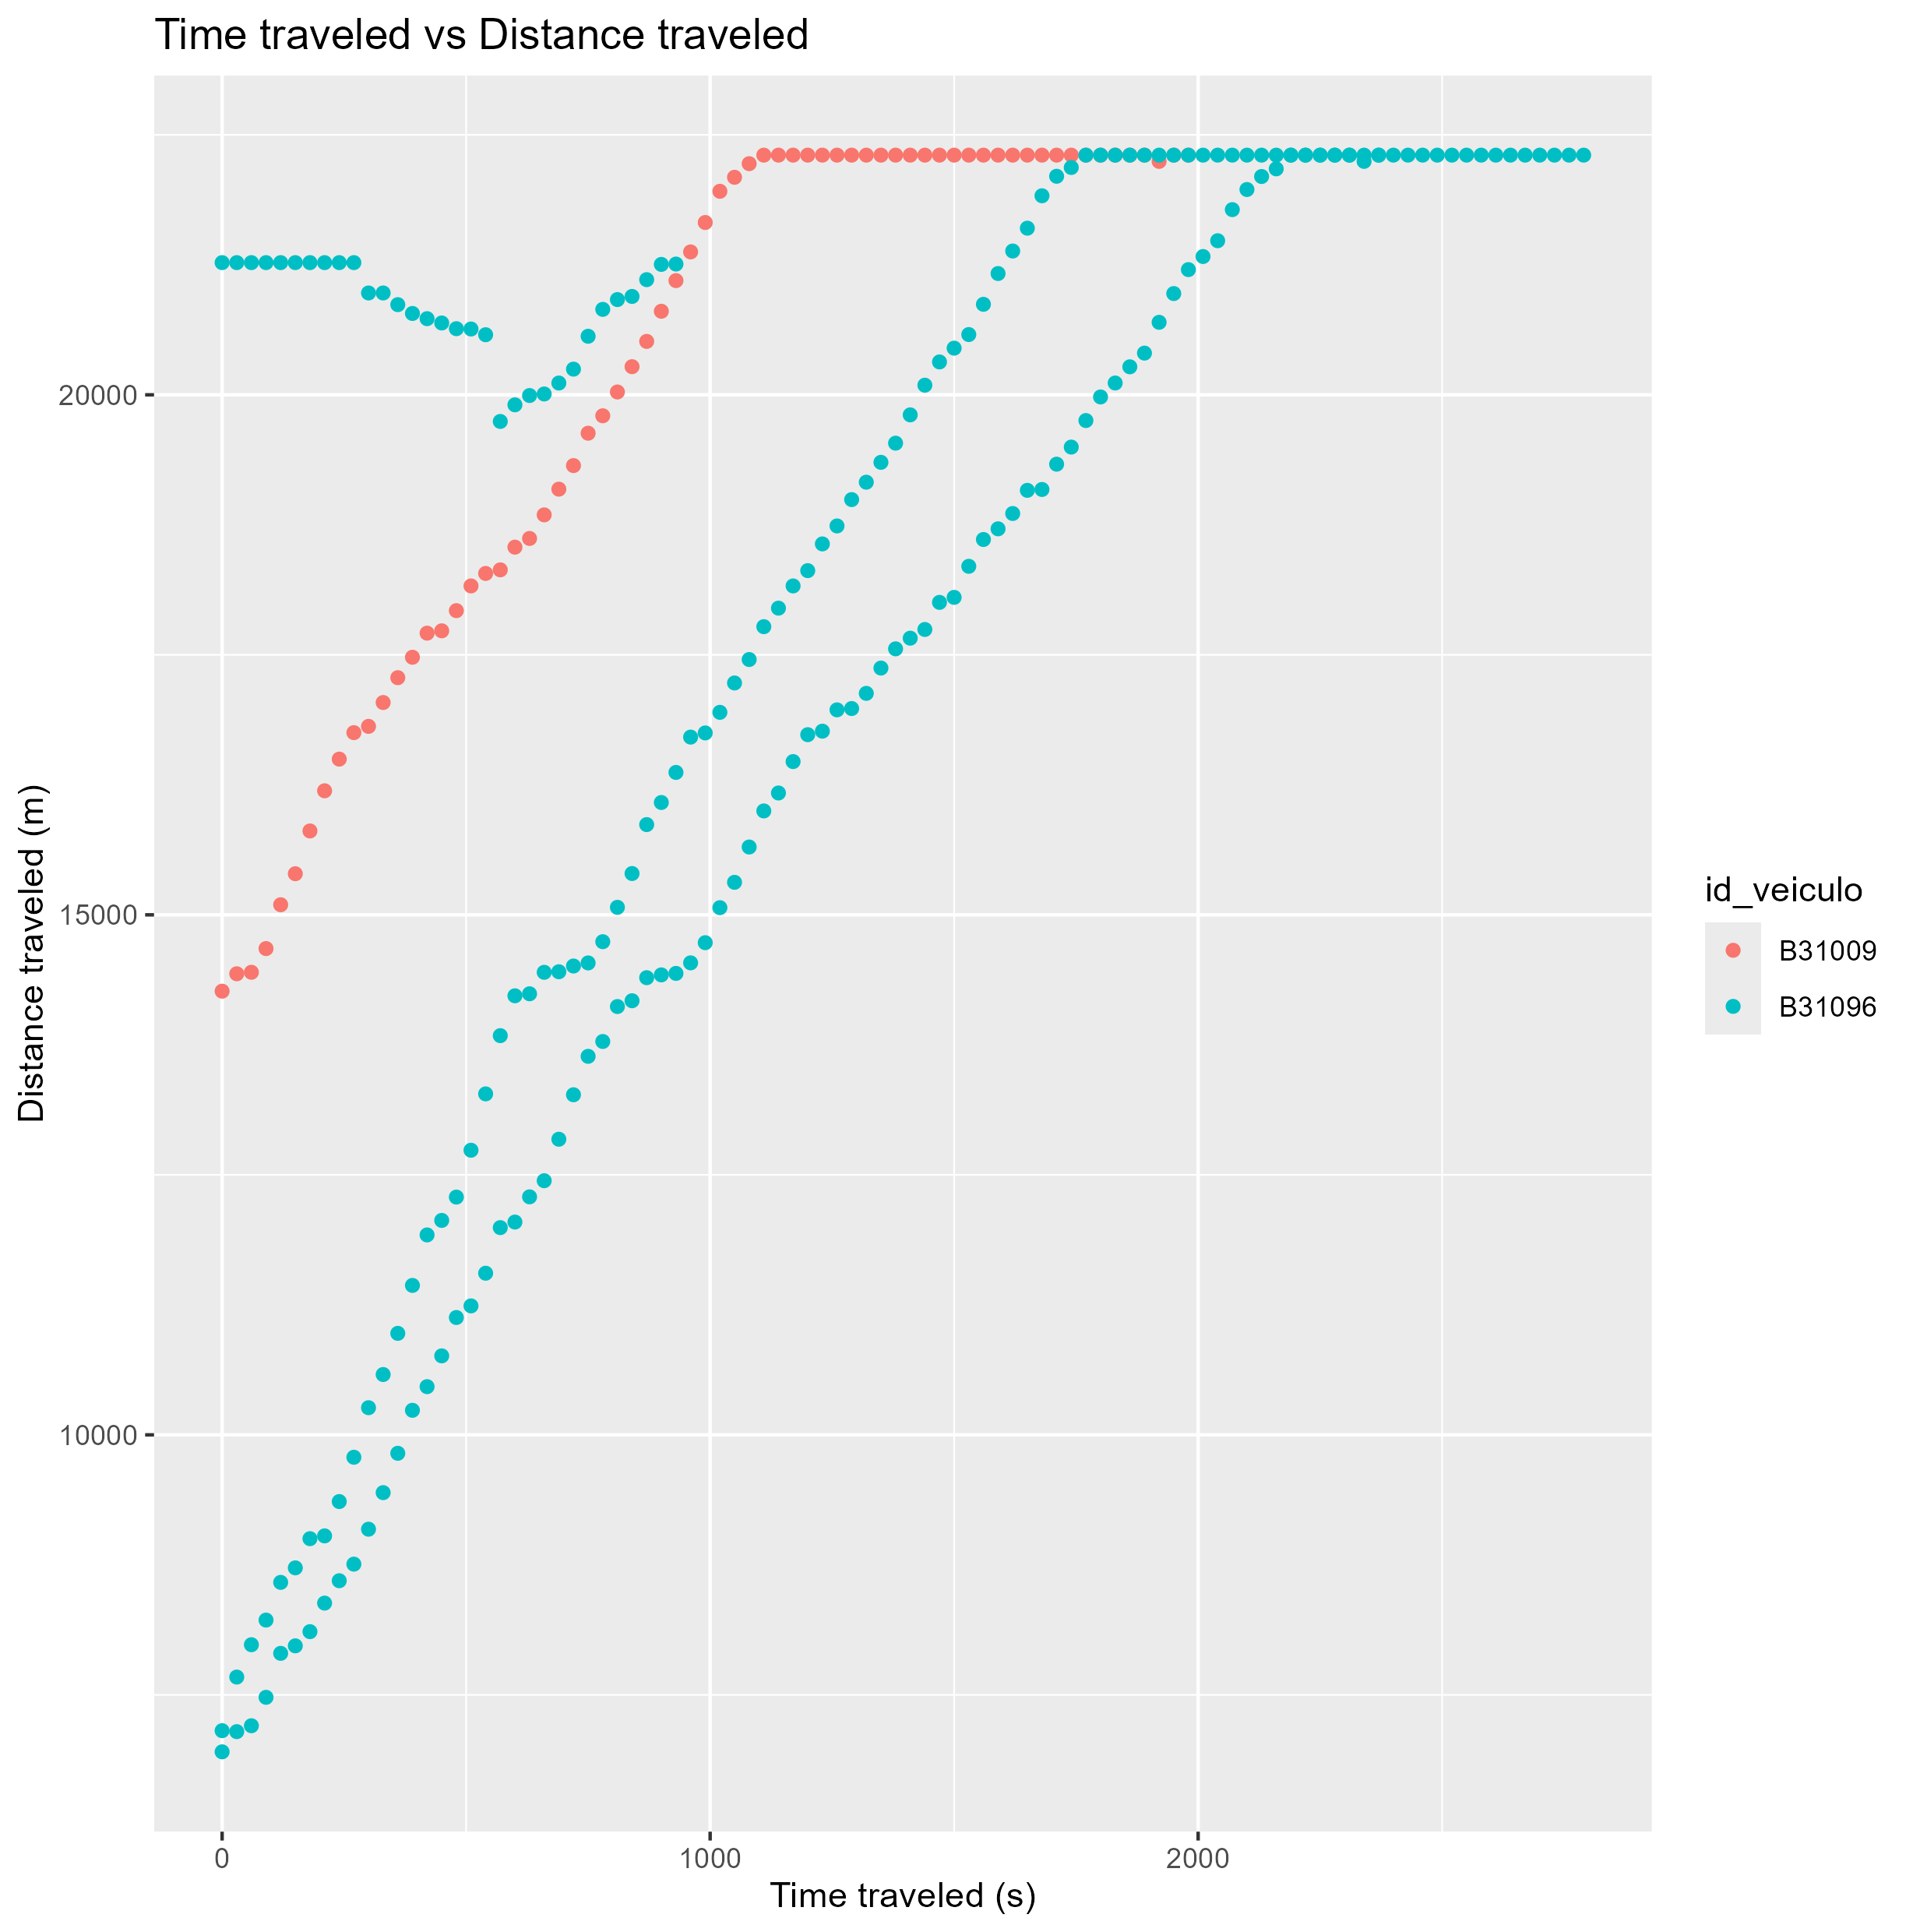 Time traveled vs Distance traveled
20000
15000
10000
Distance traveled (m)
0
1000
2000
Time traveled (s)
id_veiculo
B31009
B31096